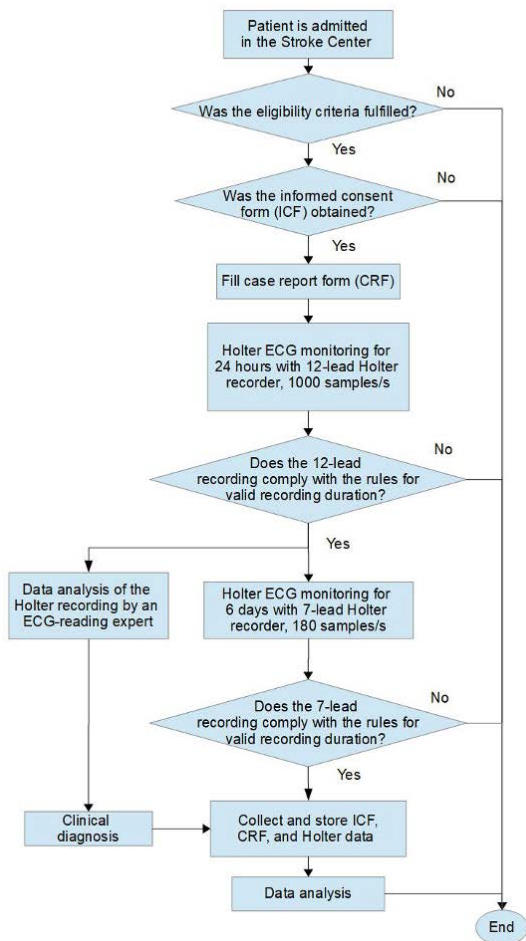 Patient is admitted
in the Stroke Center
No
Was the eligibility criteria fulfilled?
Yes
No
Was the informed consent
form (ICF) obtained?
Yes
Fill case report form (CRF)
Holter ECG monitoring for
24 hours with 12-lead Holter
recorder, 1000 samples/s
No
Does the 12-lead
recording comply with the rules for
valid recording duration?
Yes
Data analysis of the
Holter recording by an
ECG-reading expert
Holter ECG monitoring for
6 days with 7-lead Holter
recorder, 180 samples/s
No
Does the 7-lead
recording comply with the rules for
valid recording duration?
Yes
Clinical
diagnosis
Collect and store ICF,
CRF, and Holter data
Data analysis
End